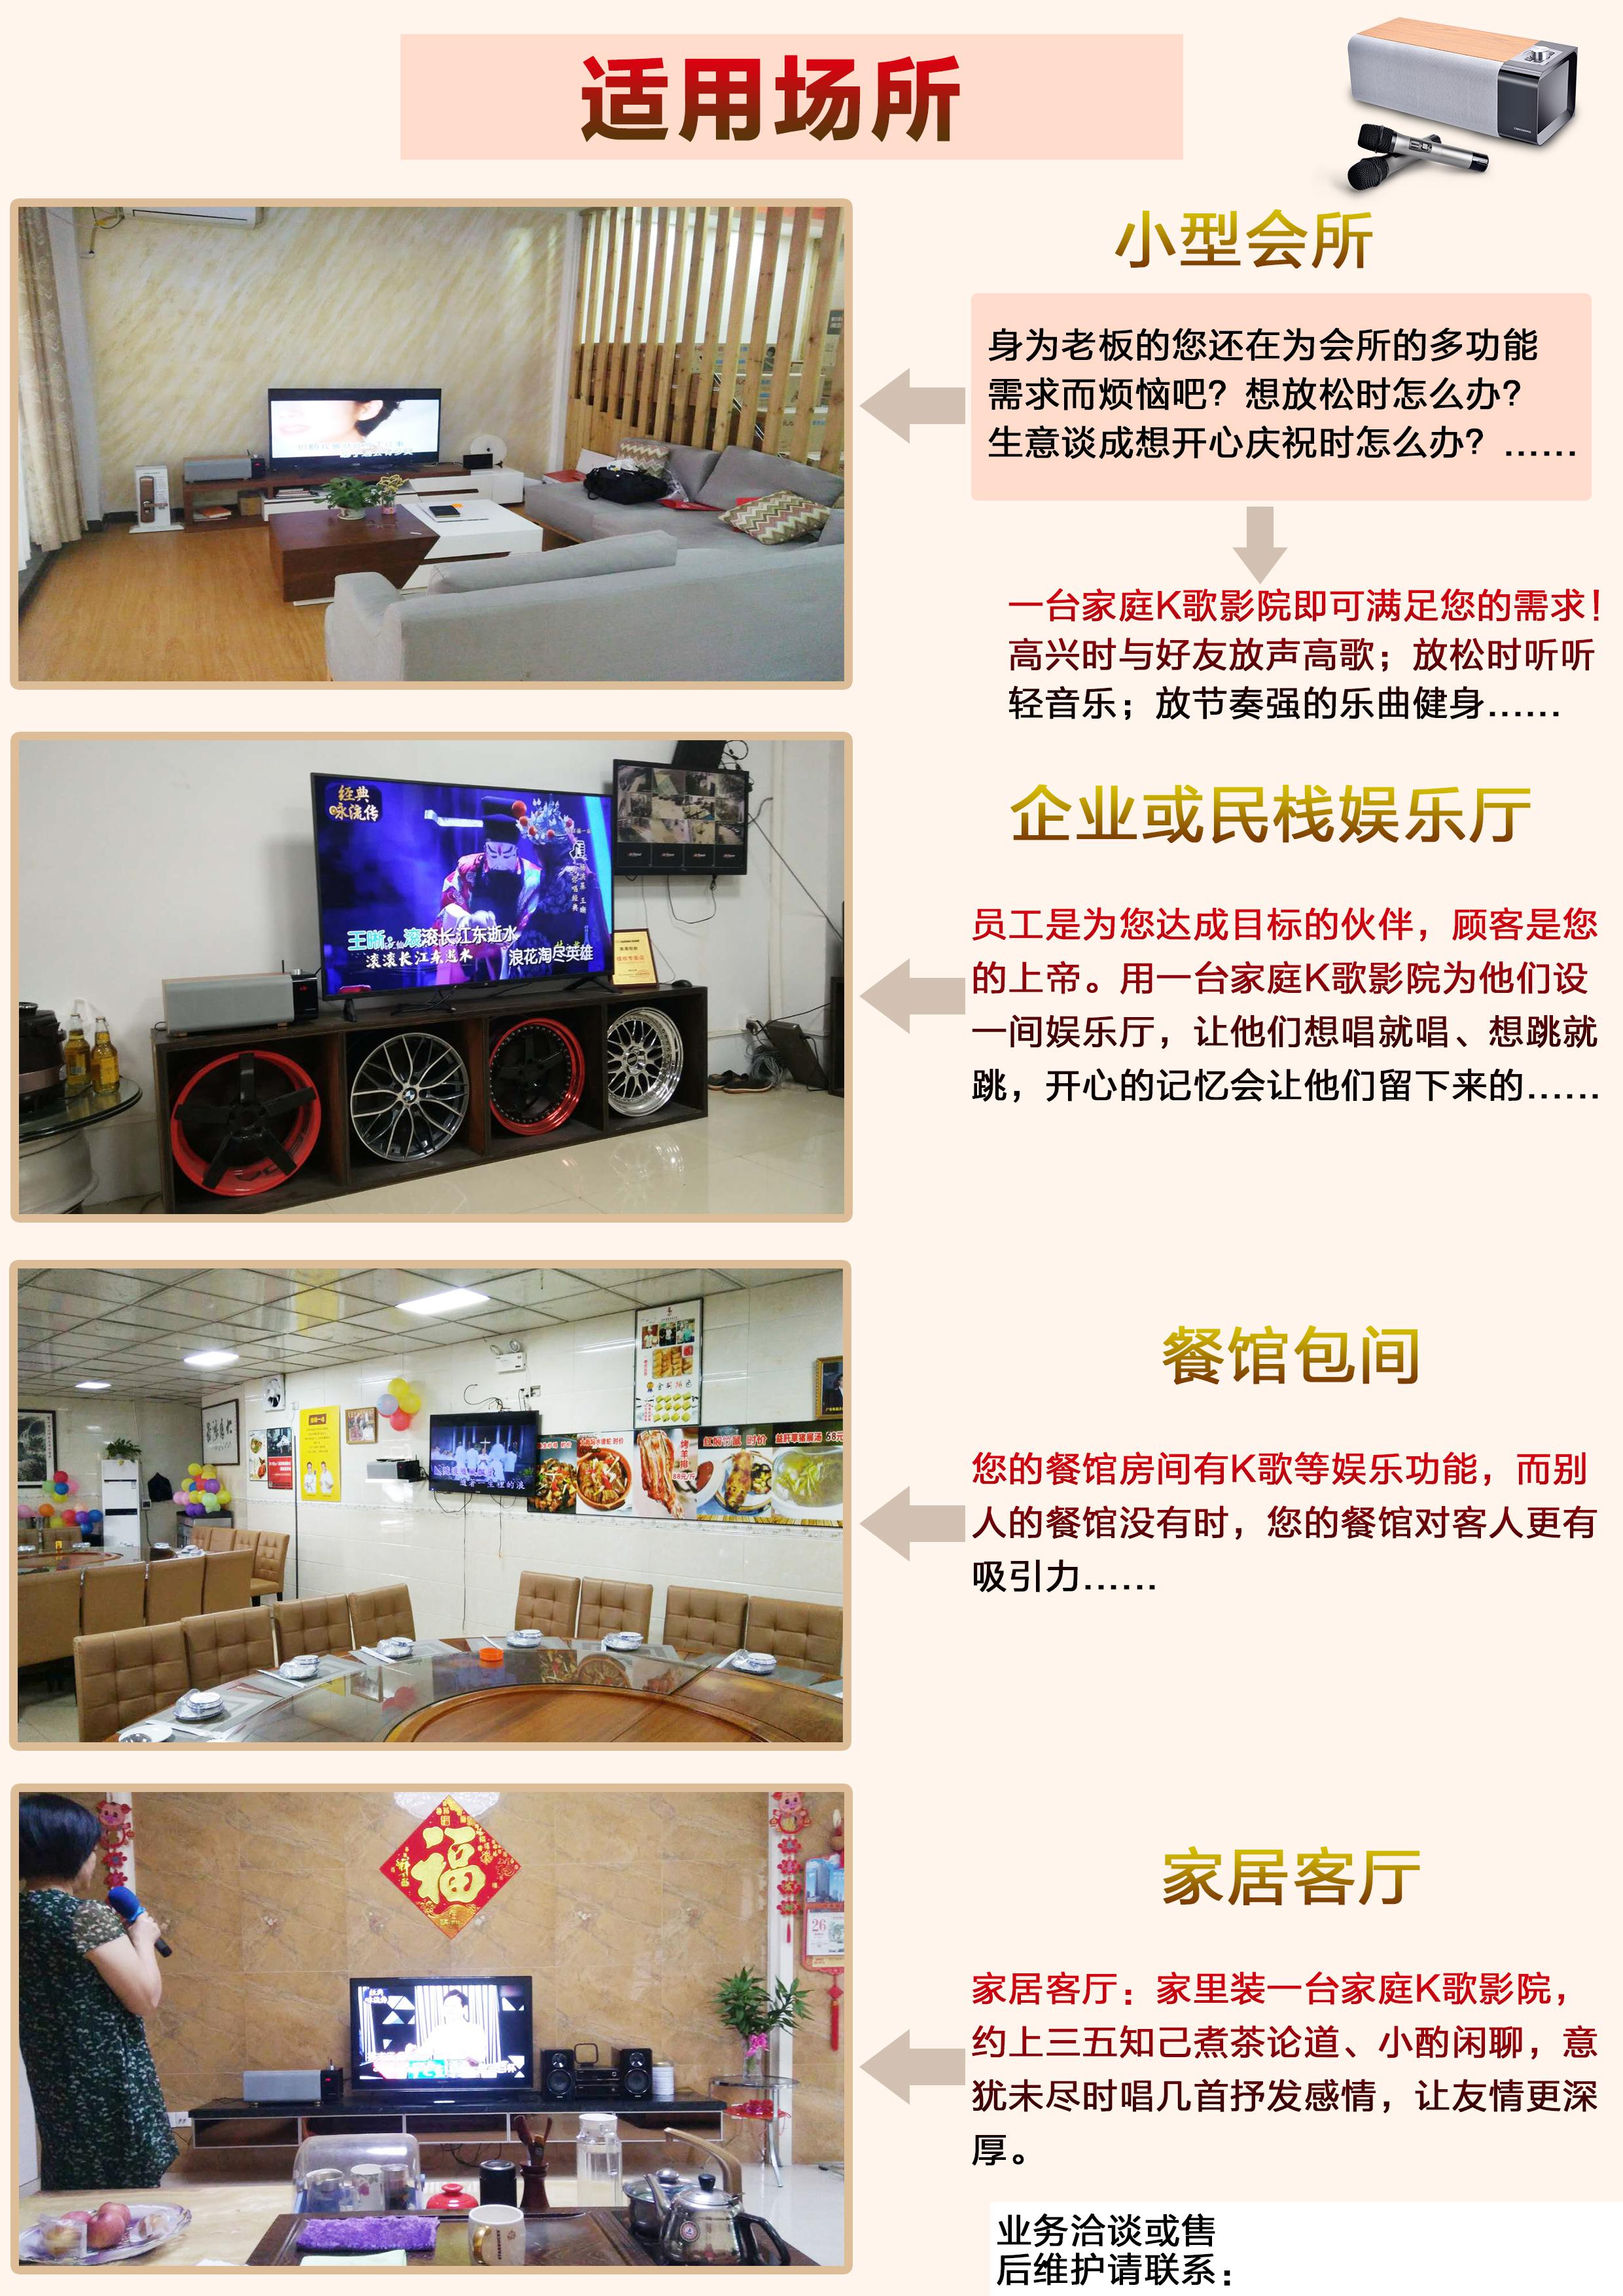 适用场所
小型会所
身为老板的您还在为会所的多功能
需求而烦恼吧？想放松时怎么办？
生意谈成想开心庆祝时怎么办？......
一台家庭K歌影院即可满足您的需求！
高兴时与好友放声高歌；放松时听听
轻音乐；放节奏强的乐曲健身......
经典
咏流传
王晰：滚滚长江东逝水
滚滚长江东逝水
浪花淘尽英雄
企业或民栈娱乐厅
员工是为您达成目标的伙伴，顾客是您
的上帝。用一台家庭K歌影院为他们设
一间娱乐厅，让他们想唱就唱、想跳就
跳，开心的记忆会让他们留下来的......
餐馆包间
您的餐馆房间有K歌等娱乐功能，而别
人的餐馆没有时，您的餐馆对客人更有
吸引力......
福
26
家居客厅
家居客厅：家里装一台家庭K歌影院，
约上三五知己煮茶论道、小酌闲聊，意
犹未尽时唱几首抒发感情，让友情更深
厚。
业务洽谈或售
后维护请联系：